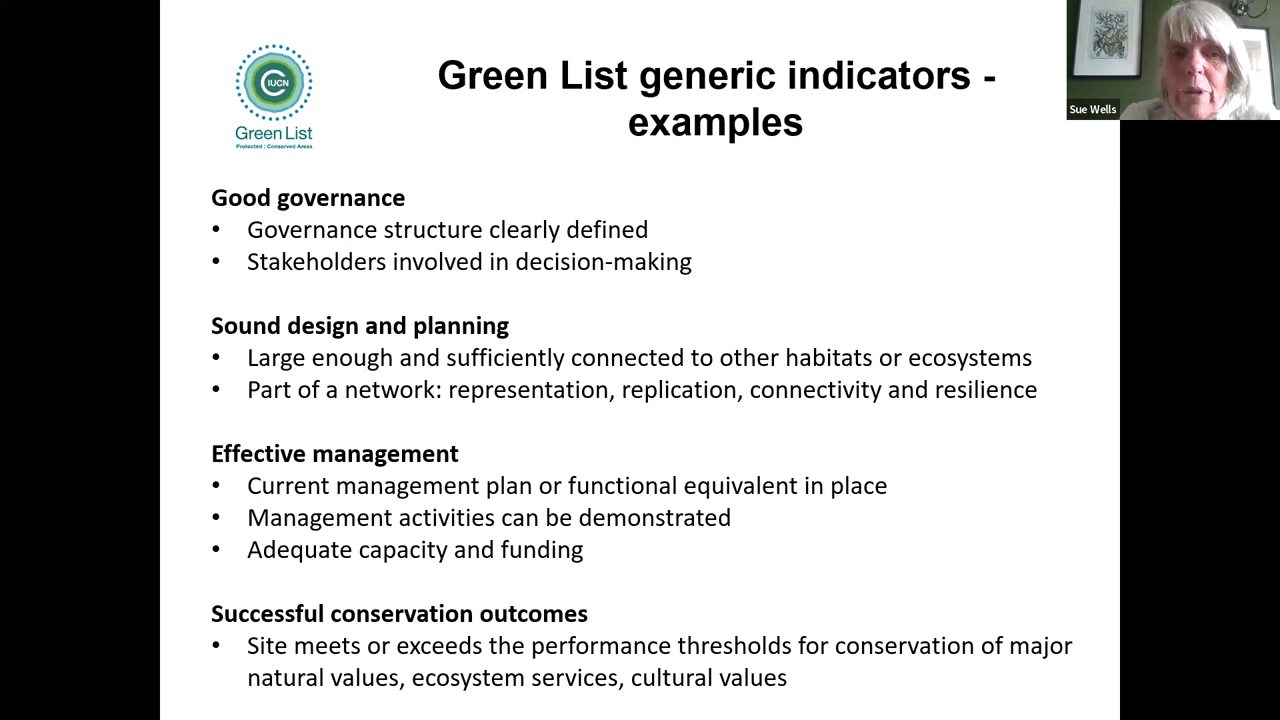 Green List generic indicators -
examples
IUCN
Green List
Protected | Conserved Areas
Sue Wells
Good governance
• Governance structure clearly defined
• Stakeholders involved in decision-making
Sound design and planning
• Large enough and sufficiently connected to other habitats or ecosystems
• Part of a network: representation, replication, connectivity and resilience
Effective management
• Current management plan or functional equivalent in place
• Management activities can be demonstrated
• Adequate capacity and funding
Successful conservation outcomes
• Site meets or exceeds the performance thresholds for conservation of major
natural values, ecosystem services, cultural values